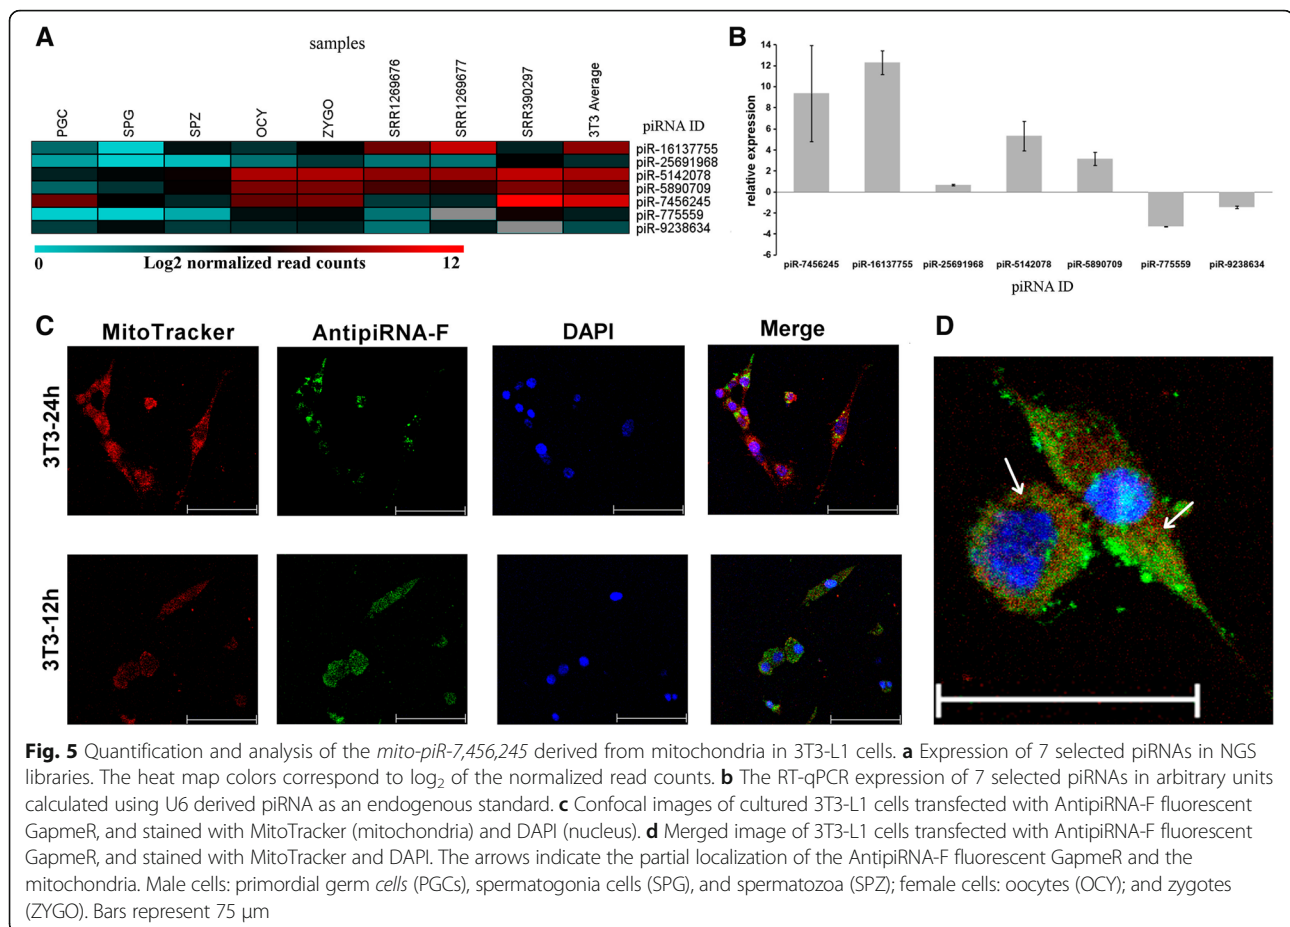 A
samples
PGC
SPG
SPZ
OCY
ZYGO
SRR1269676
SRR1269677
SRR390297
3T3 Average
piRNA ID
piR-16137755
piR-25691968
piR-5142078
piR-5890709
piR-7456245
piR-775559
piR-9238634
0 Log2 normalized read counts 12
B
relative expression
14
12
10
8
6
4
2
0
-2
-4
-6
piR-7456245 piR-16137755 piR-25691968 piR-5142078 piR-5890709 piR-775559 piR-9238634
piRNA ID
C
MitoTracker AntipiRNA-F DAPI Merge
3T3-24h
3T3-12h
D
Fig. 5 Quantification and analysis of the mito-piR-7,456,245 derived from mitochondria in 3T3-L1 cells. a Expression of 7 selected piRNAs in NGS
libraries. The heat map colors correspond to log2 of the normalized read counts. b The RT-qPCR expression of 7 selected piRNAs in arbitrary units
calculated using U6 derived piRNA as an endogenous standard. c Confocal images of cultured 3T3-L1 cells transfected with AntipiRNA-F fluorescent
GapmeR, and stained with MitoTracker (mitochondria) and DAPI (nucleus). d Merged image of 3T3-L1 cells transfected with AntipiRNA-F fluorescent
GapmeR, and stained with MitoTracker and DAPI. The arrows indicate the partial localization of the AntipiRNA-F fluorescent GapmeR and the
mitochondria. Male cells: primordial germ cells (PGCs), spermatogonia cells (SPG), and spermatozoa (SPZ); female cells: oocytes (OCY); and zygotes
(ZYGO). Bars represent 75 μm